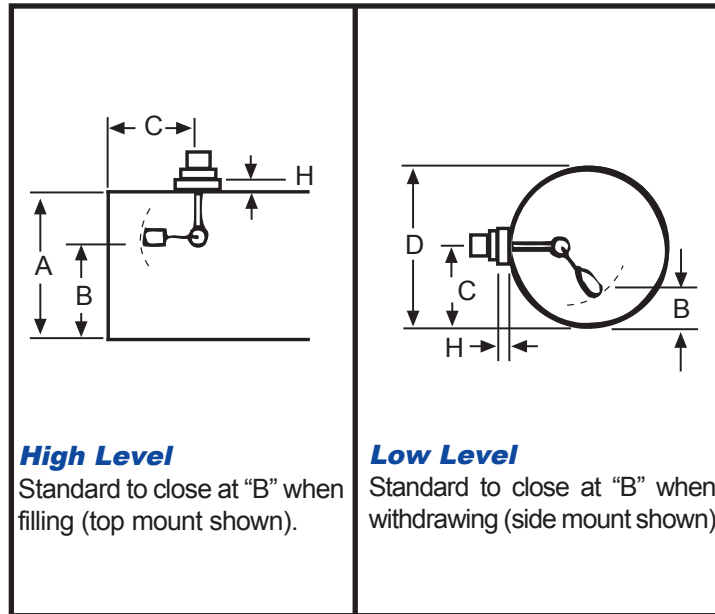 C
H
A
B
D
C
B
H
High Level
Standard to close at “B” when
filling (top mount shown).
Low Level
Standard to close at “B” when
withdrawing (side mount shown)